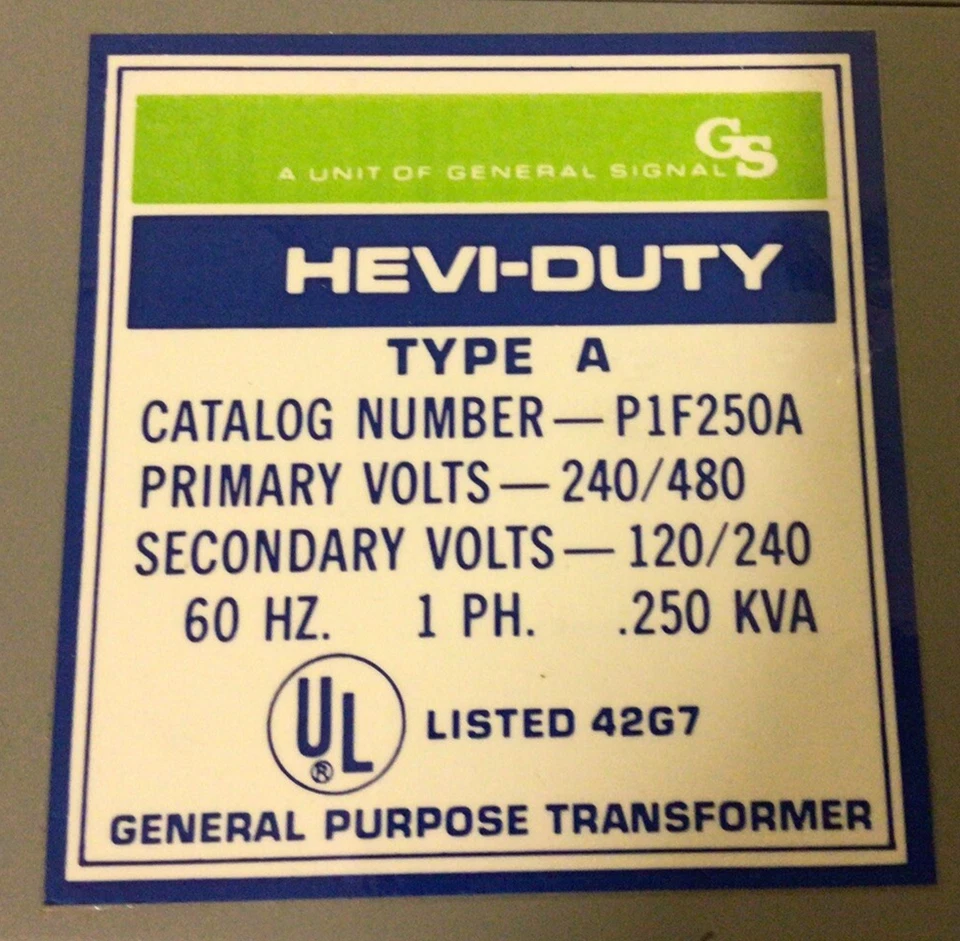 GS
A UNIT OF GENERAL SIGNAL
HEVI-DUTY
TYPE A
CATALOG NUMBER — P1F250A
PRIMARY VOLTS — 240/480
SECONDARY VOLTS — 120/240
60 HZ. 1 PH. .250 KVA
UL ® LISTED 42G7
GENERAL PURPOSE TRANSFORMER